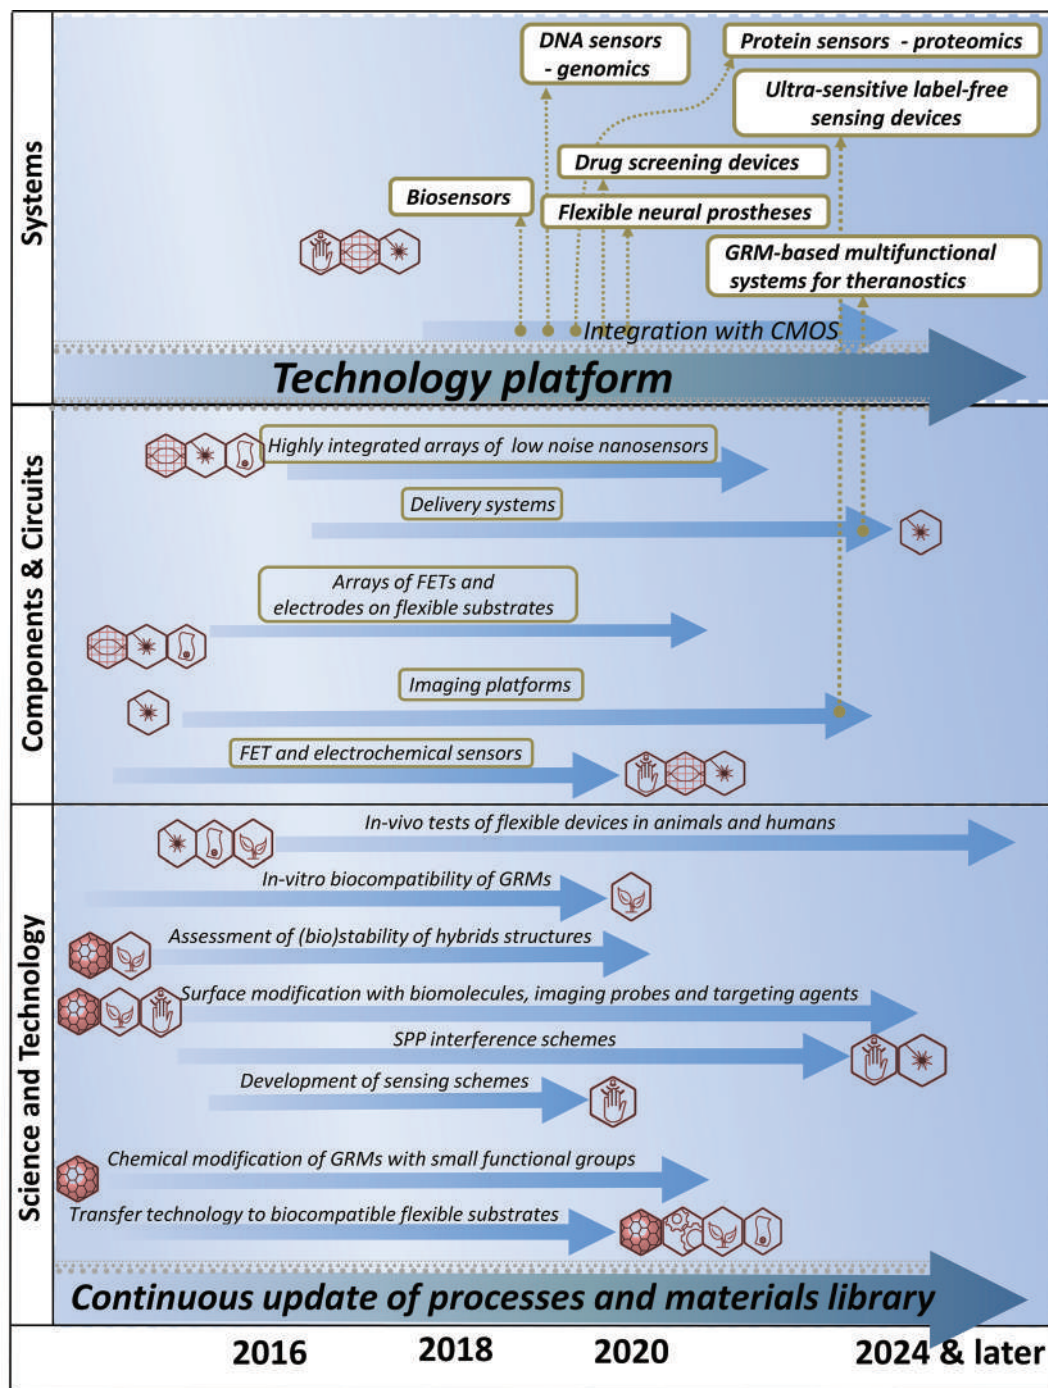 Systems
DNA sensors
- genomics
Protein sensors - proteomics
Ultra-sensitive label-free
sensing devices
Drug screening devices
Biosensors
Flexible neural prostheses
GRM-based multifunctional
systems for theranostics
Integration with CMOS
Technology platform
Components & Circuits
Highly integrated arrays of low noise nanosensors
Delivery systems
Arrays of FETs and
electrodes on flexible substrates
Imaging platforms
FET and electrochemical sensors
Science and Technology
In-vivo tests of flexible devices in animals and humans
In-vitro biocompatibility of GRMs
Assessment of (bio)stability of hybrids structures
Surface modification with biomolecules, imaging probes and targeting agents
SPP interference schemes
Development of sensing schemes
Chemical modification of GRMs with small functional groups
Transfer technology to biocompatible flexible substrates
Continuous update of processes and materials library
2016 2018 2020 2024 & later